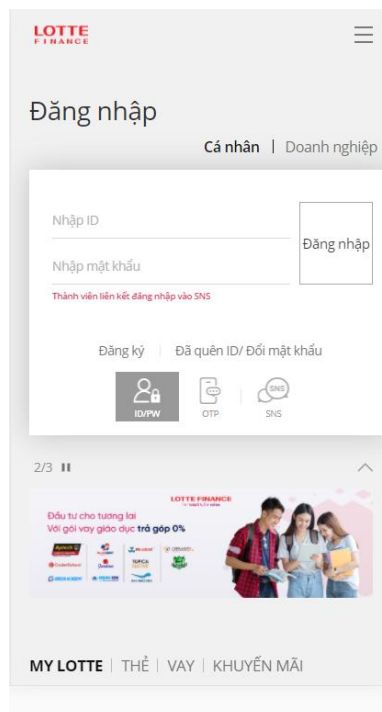 LOTTE
FINANCE
Đăng nhập
Cá nhân | Doanh nghiệp
Nhập ID
Đăng nhập
Nhập mật khẩu
Thành viên liên kết đăng nhập vào SNS
Đăng ký | Đã quên ID/ Đổi mật khẩu
SNS
ID/PW OTP SNS
2/3
LOTTE FINANCE
Đầu tư cho tương lai
Với gói vay giáo dục trả góp 0%
MY LOTTE | THẺ | VAY | KHUYẾN MÃI